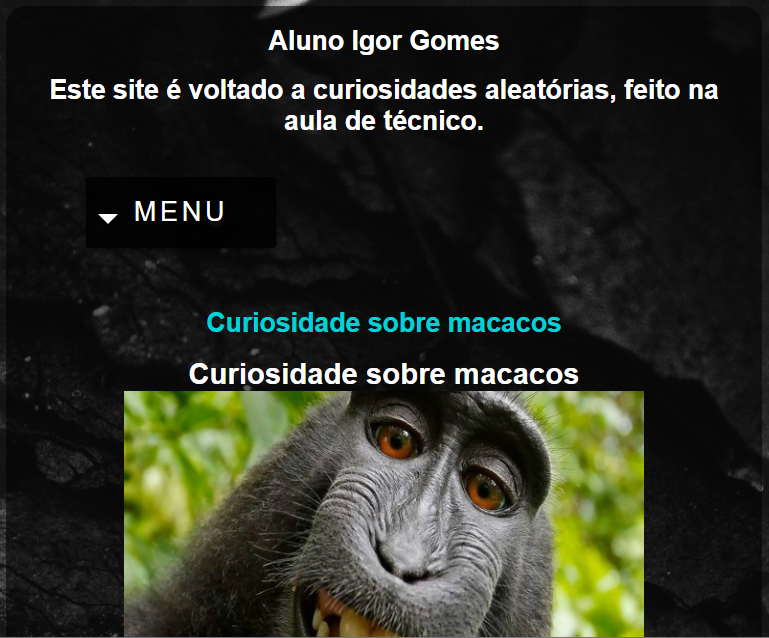 Aluno Igor Gomes
Este site é voltado a curiosidades aleatórias, feito na
aula de técnico.
MENU
Curiosidade sobre macacos
Curiosidade sobre macacos